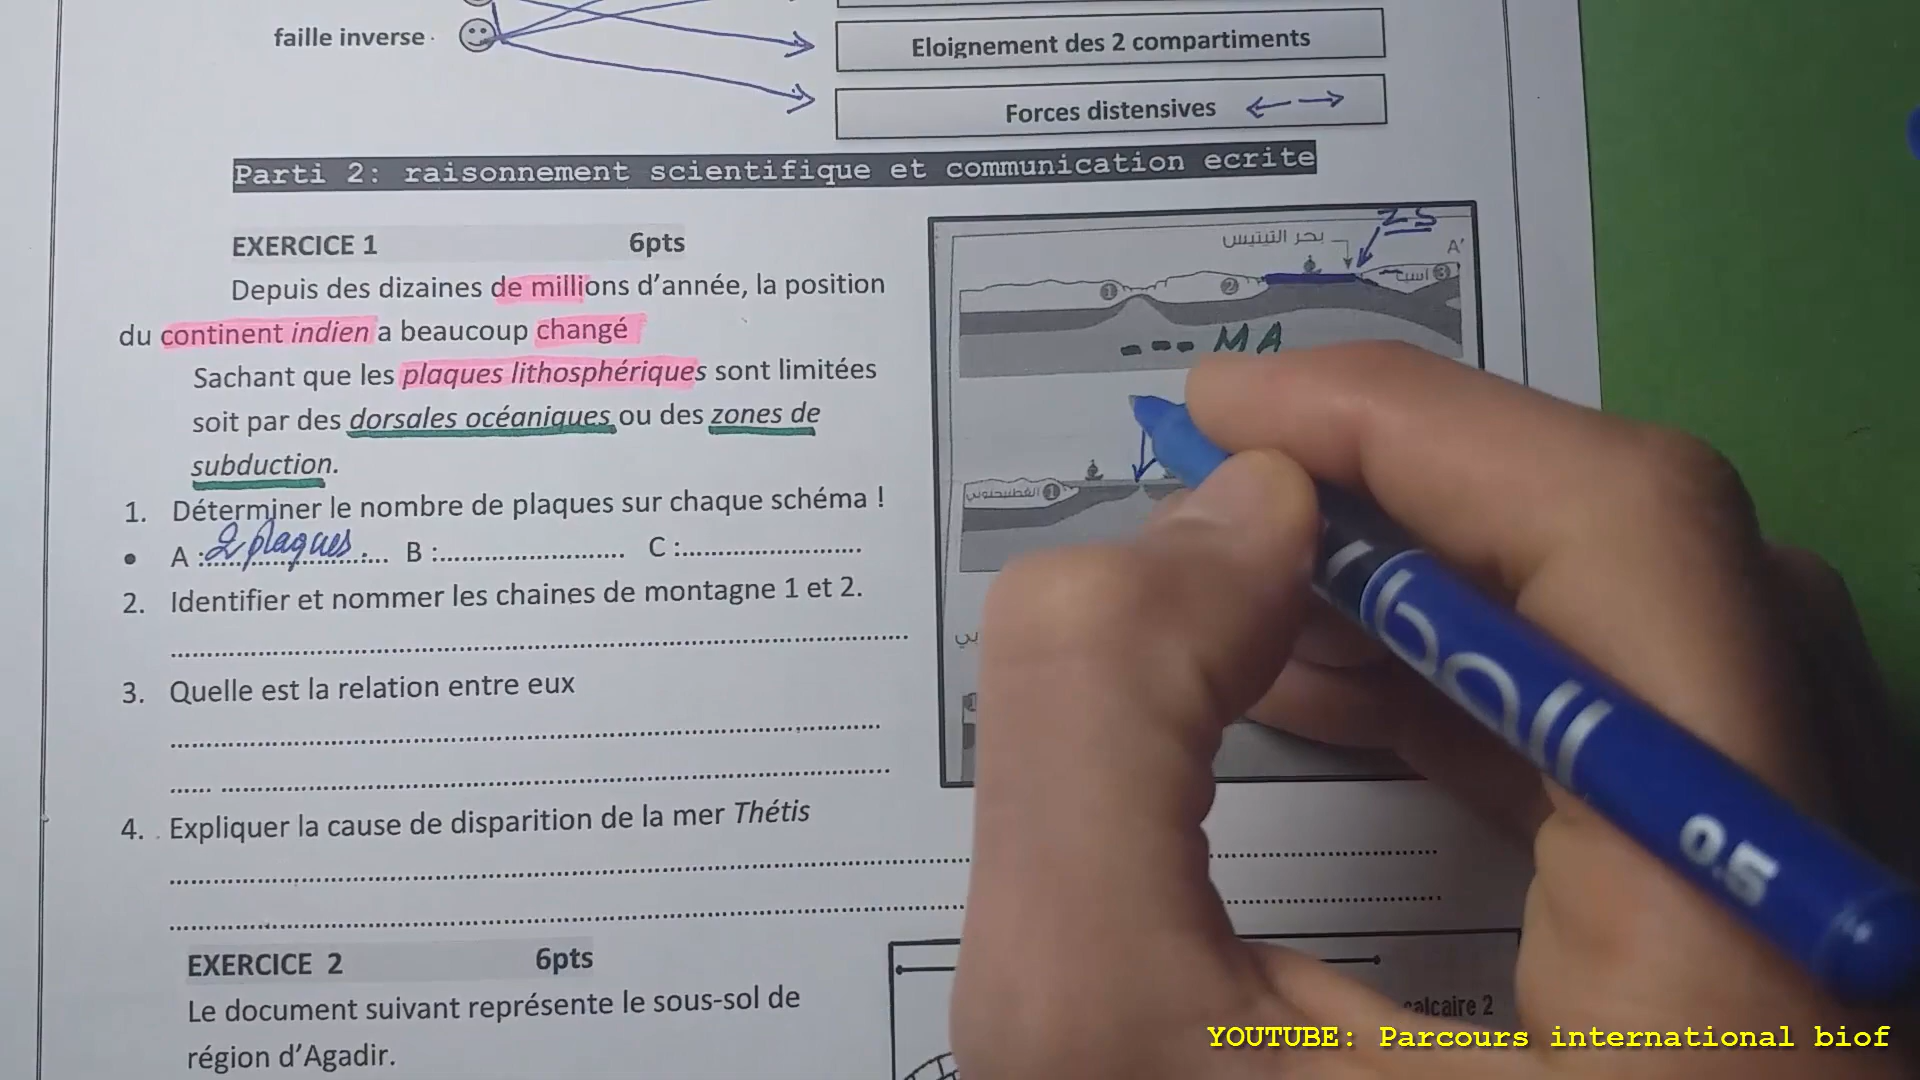 faille inverse
Eloignement des 2 compartiments
Forces distensives
Parti 2: raisonnement scientifique et communication ecrite
EXERCICE 1 6pts
Depuis des dizaines de millions d'année, la position
du continent indien a beaucoup changé
Sachant que les plaques lithosphériques sont limitées
soit par des dorsales océaniques ou des zones de
subduction.
1. Déterminer le nombre de plaques sur chaque schéma !
• A : 2 plaques B : C :
2. Identifier et nommer les chaines de montagne 1 et 2.
3. Quelle est la relation entre eux
4. Expliquer la cause de disparition de la mer Thétis
ZS
بحر التيتيس
A'
1 2 3
MA
1
EXERCICE 2 6pts
Le document suivant représente le sous-sol de
région d'Agadir.
calcaire 2
ball
0.5
YOUTUBE: Parcours international biof